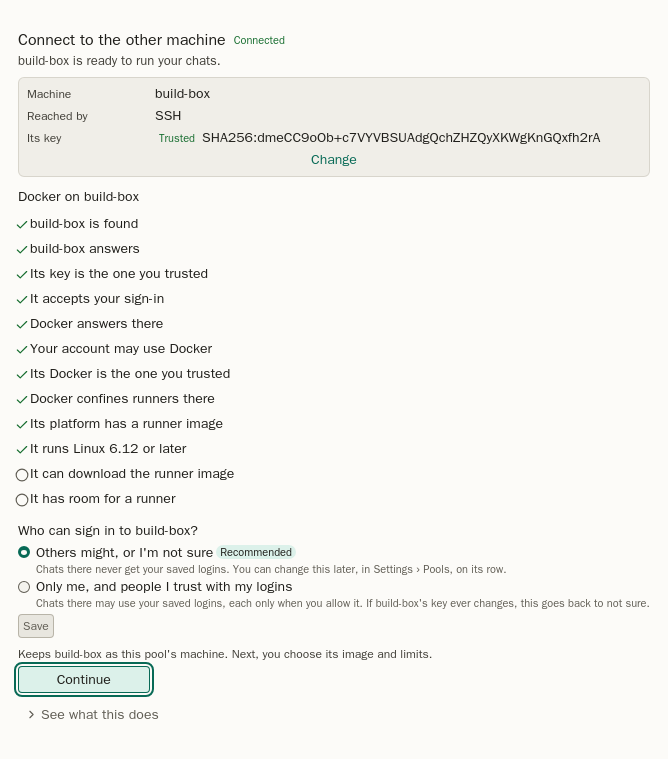 Connect to the other machine Connected
build-box is ready to run your chats.
Machine build-box
Reached by SSH
Its key Trusted SHA256:dmeCC9oOb+c7VYVBSUAdgQchZHZQyXKWgKnGQxfh2rA
Change
Docker on build-box
build-box is found
build-box answers
Its key is the one you trusted
It accepts your sign-in
Docker answers there
Your account may use Docker
Its Docker is the one you trusted
Docker confines runners there
Its platform has a runner image
It runs Linux 6.12 or later
It can download the runner image
It has room for a runner
Who can sign in to build-box?
Others might, or I'm not sure Recommended
Chats there never get your saved logins. You can change this later, in Settings › Pools, on its row.
Only me, and people I trust with my logins
Chats there may use your saved logins, each only when you allow it. If build-box's key ever changes, this goes back to not sure.
Save
Keeps build-box as this pool's machine. Next, you choose its image and limits.
Continue
See what this does